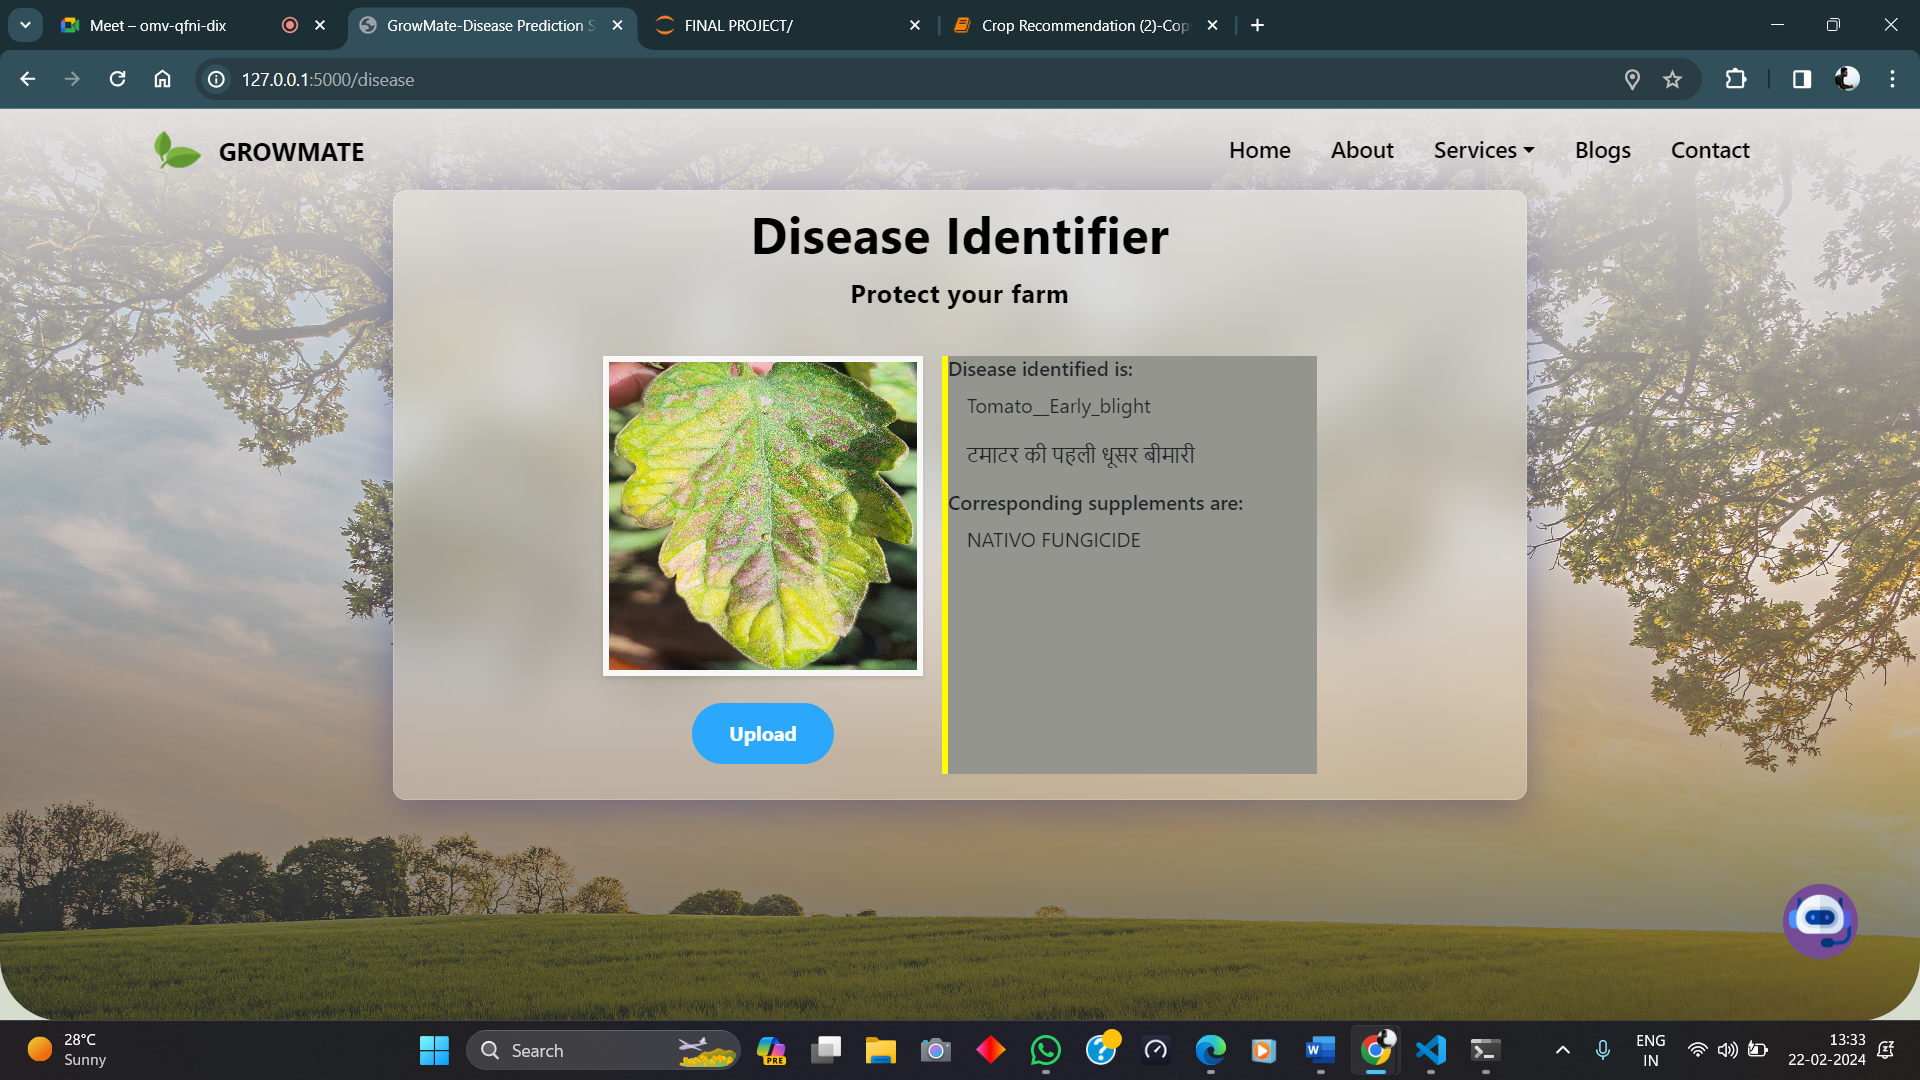 Meet – omv-qfni-dix
GrowMate-Disease Prediction S
FINAL PROJECT/
Crop Recommendation (2)-Cop
127.0.0.1:5000/disease
GROWMATE
Home
About
Services
Blogs
Contact
Disease Identifier
Protect your farm
Disease identified is:
Tomato__Early_blight
टमाटर की पहली धूसर बीमारी
Corresponding supplements are:
NATIVO FUNGICIDE
Upload
28°C
Sunny
Search
PRE
ENG
IN
13:33
22-02-2024